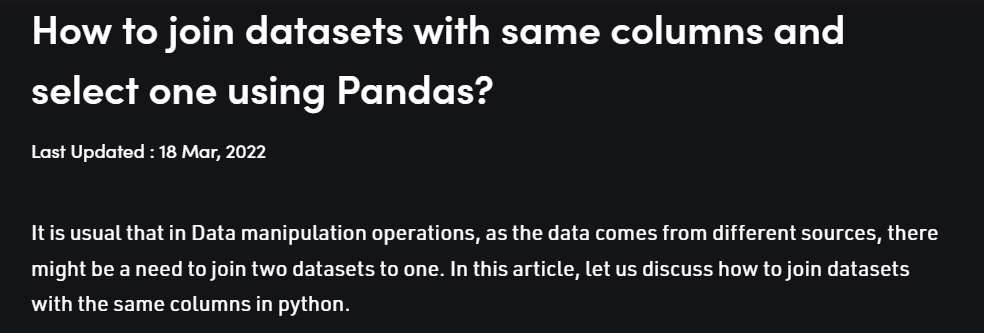 How to join datasets with same columns and
select one using Pandas?
Last Updated : 18 Mar, 2022
It is usual that in Data manipulation operations, as the data comes from different sources, there
might be a need to join two datasets to one. In this article, let us discuss how to join datasets
with the same columns in python.